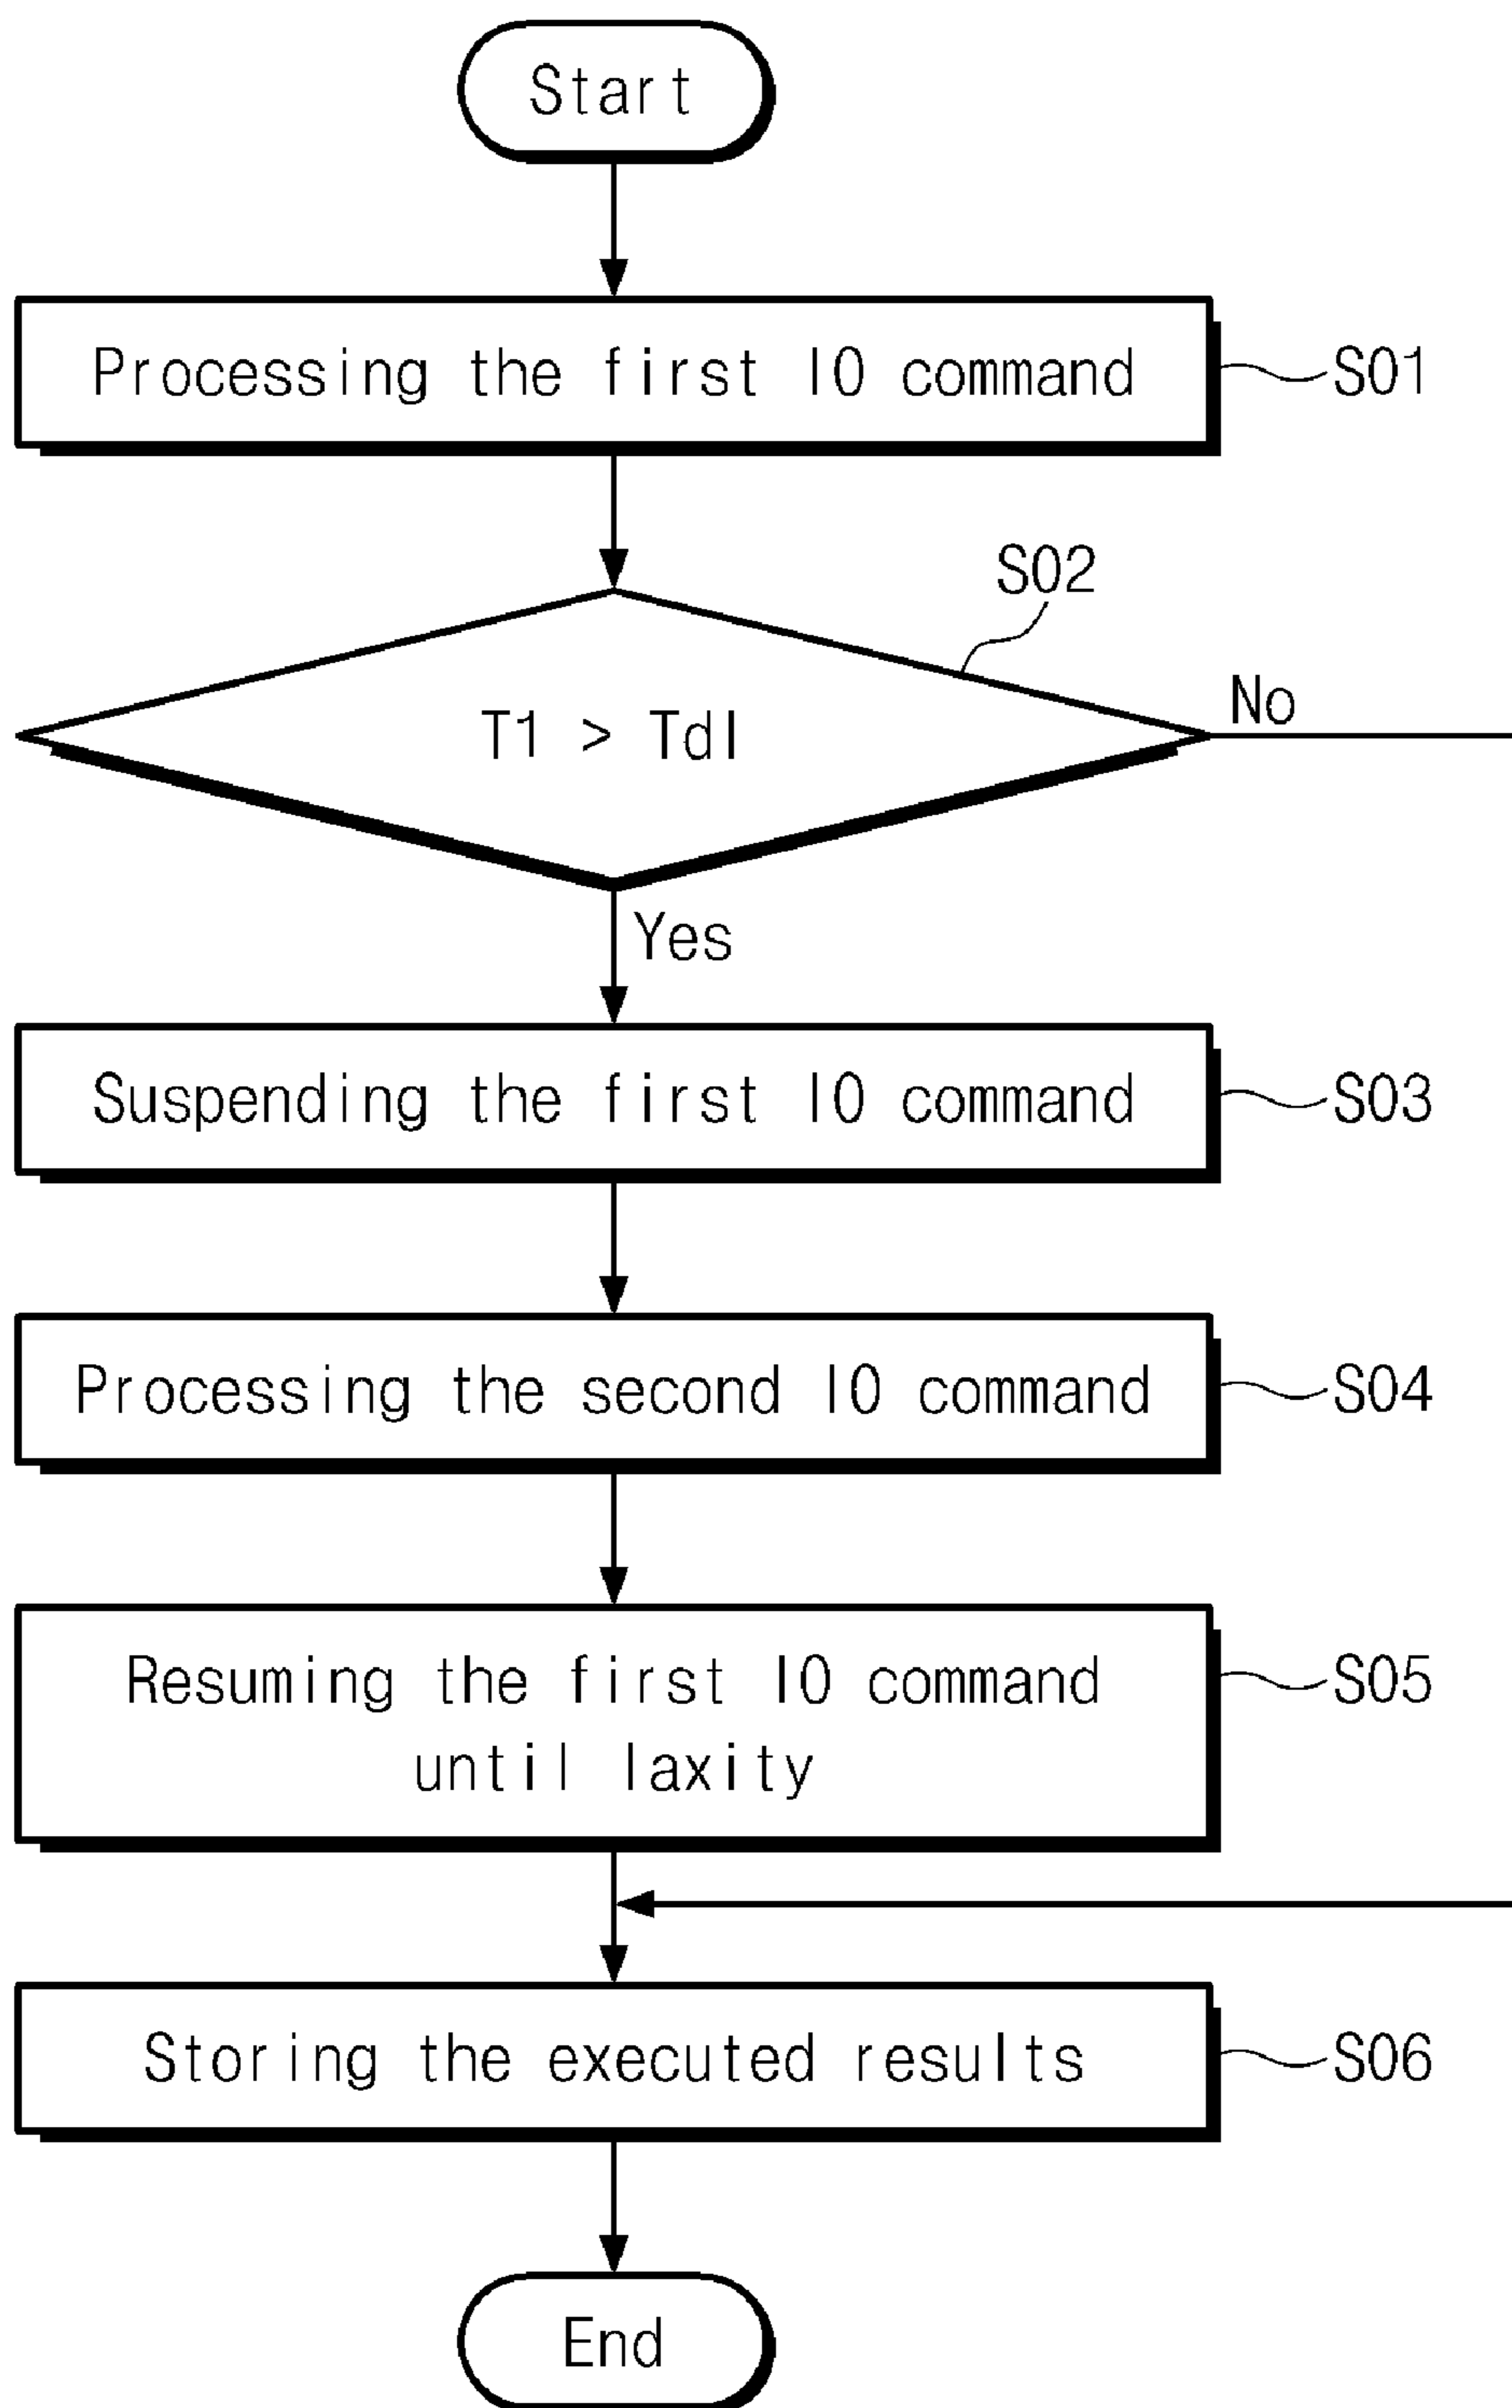 Start
Processing the first IO command
S01
S02
T1 > Tdl
No
Yes
Suspending the first IO command
S03
Processing the second IO command
S04
Resuming the first IO command
until laxity
S05
Storing the executed results
S06
End